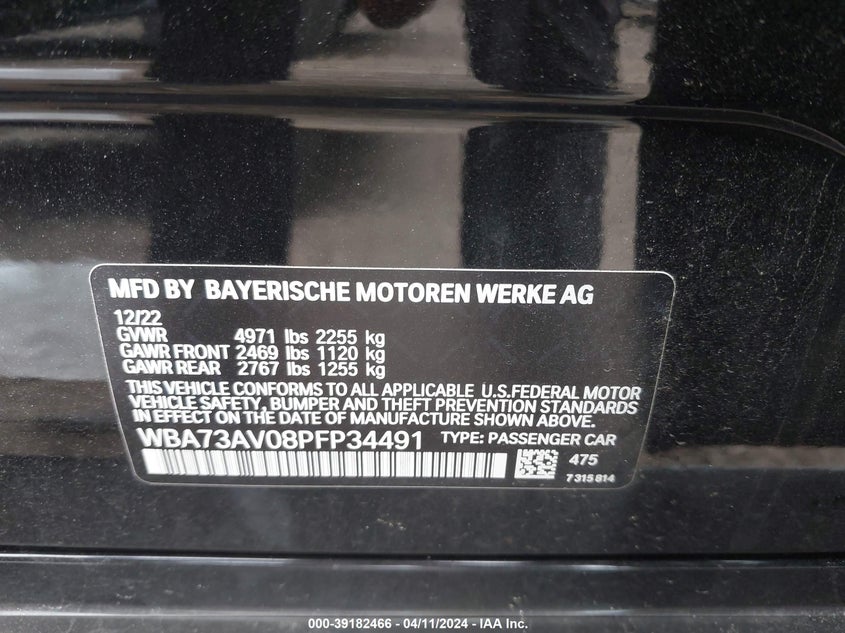 MFD BY BAYERISCHE MOTOREN WERKE AG
12/22
GVWR 4971 lbs 2255 kg
GAWR FRONT 2469 lbs 1120 kg
GAWR REAR 2767 lbs 1255 kg
THIS VEHICLE CONFORMS TO ALL APPLICABLE U.S.FEDERAL MOTOR
VEHICLE SAFETY, BUMPER AND THEFT PREVENTION STANDARDS
IN EFFECT ON THE DATE OF MANUFACTURE SHOWN ABOVE.
WBA73AV08PFP34491 TYPE: PASSENGER CAR
475
7315814
000-39182466 - 04/11/2024 - IAA Inc.